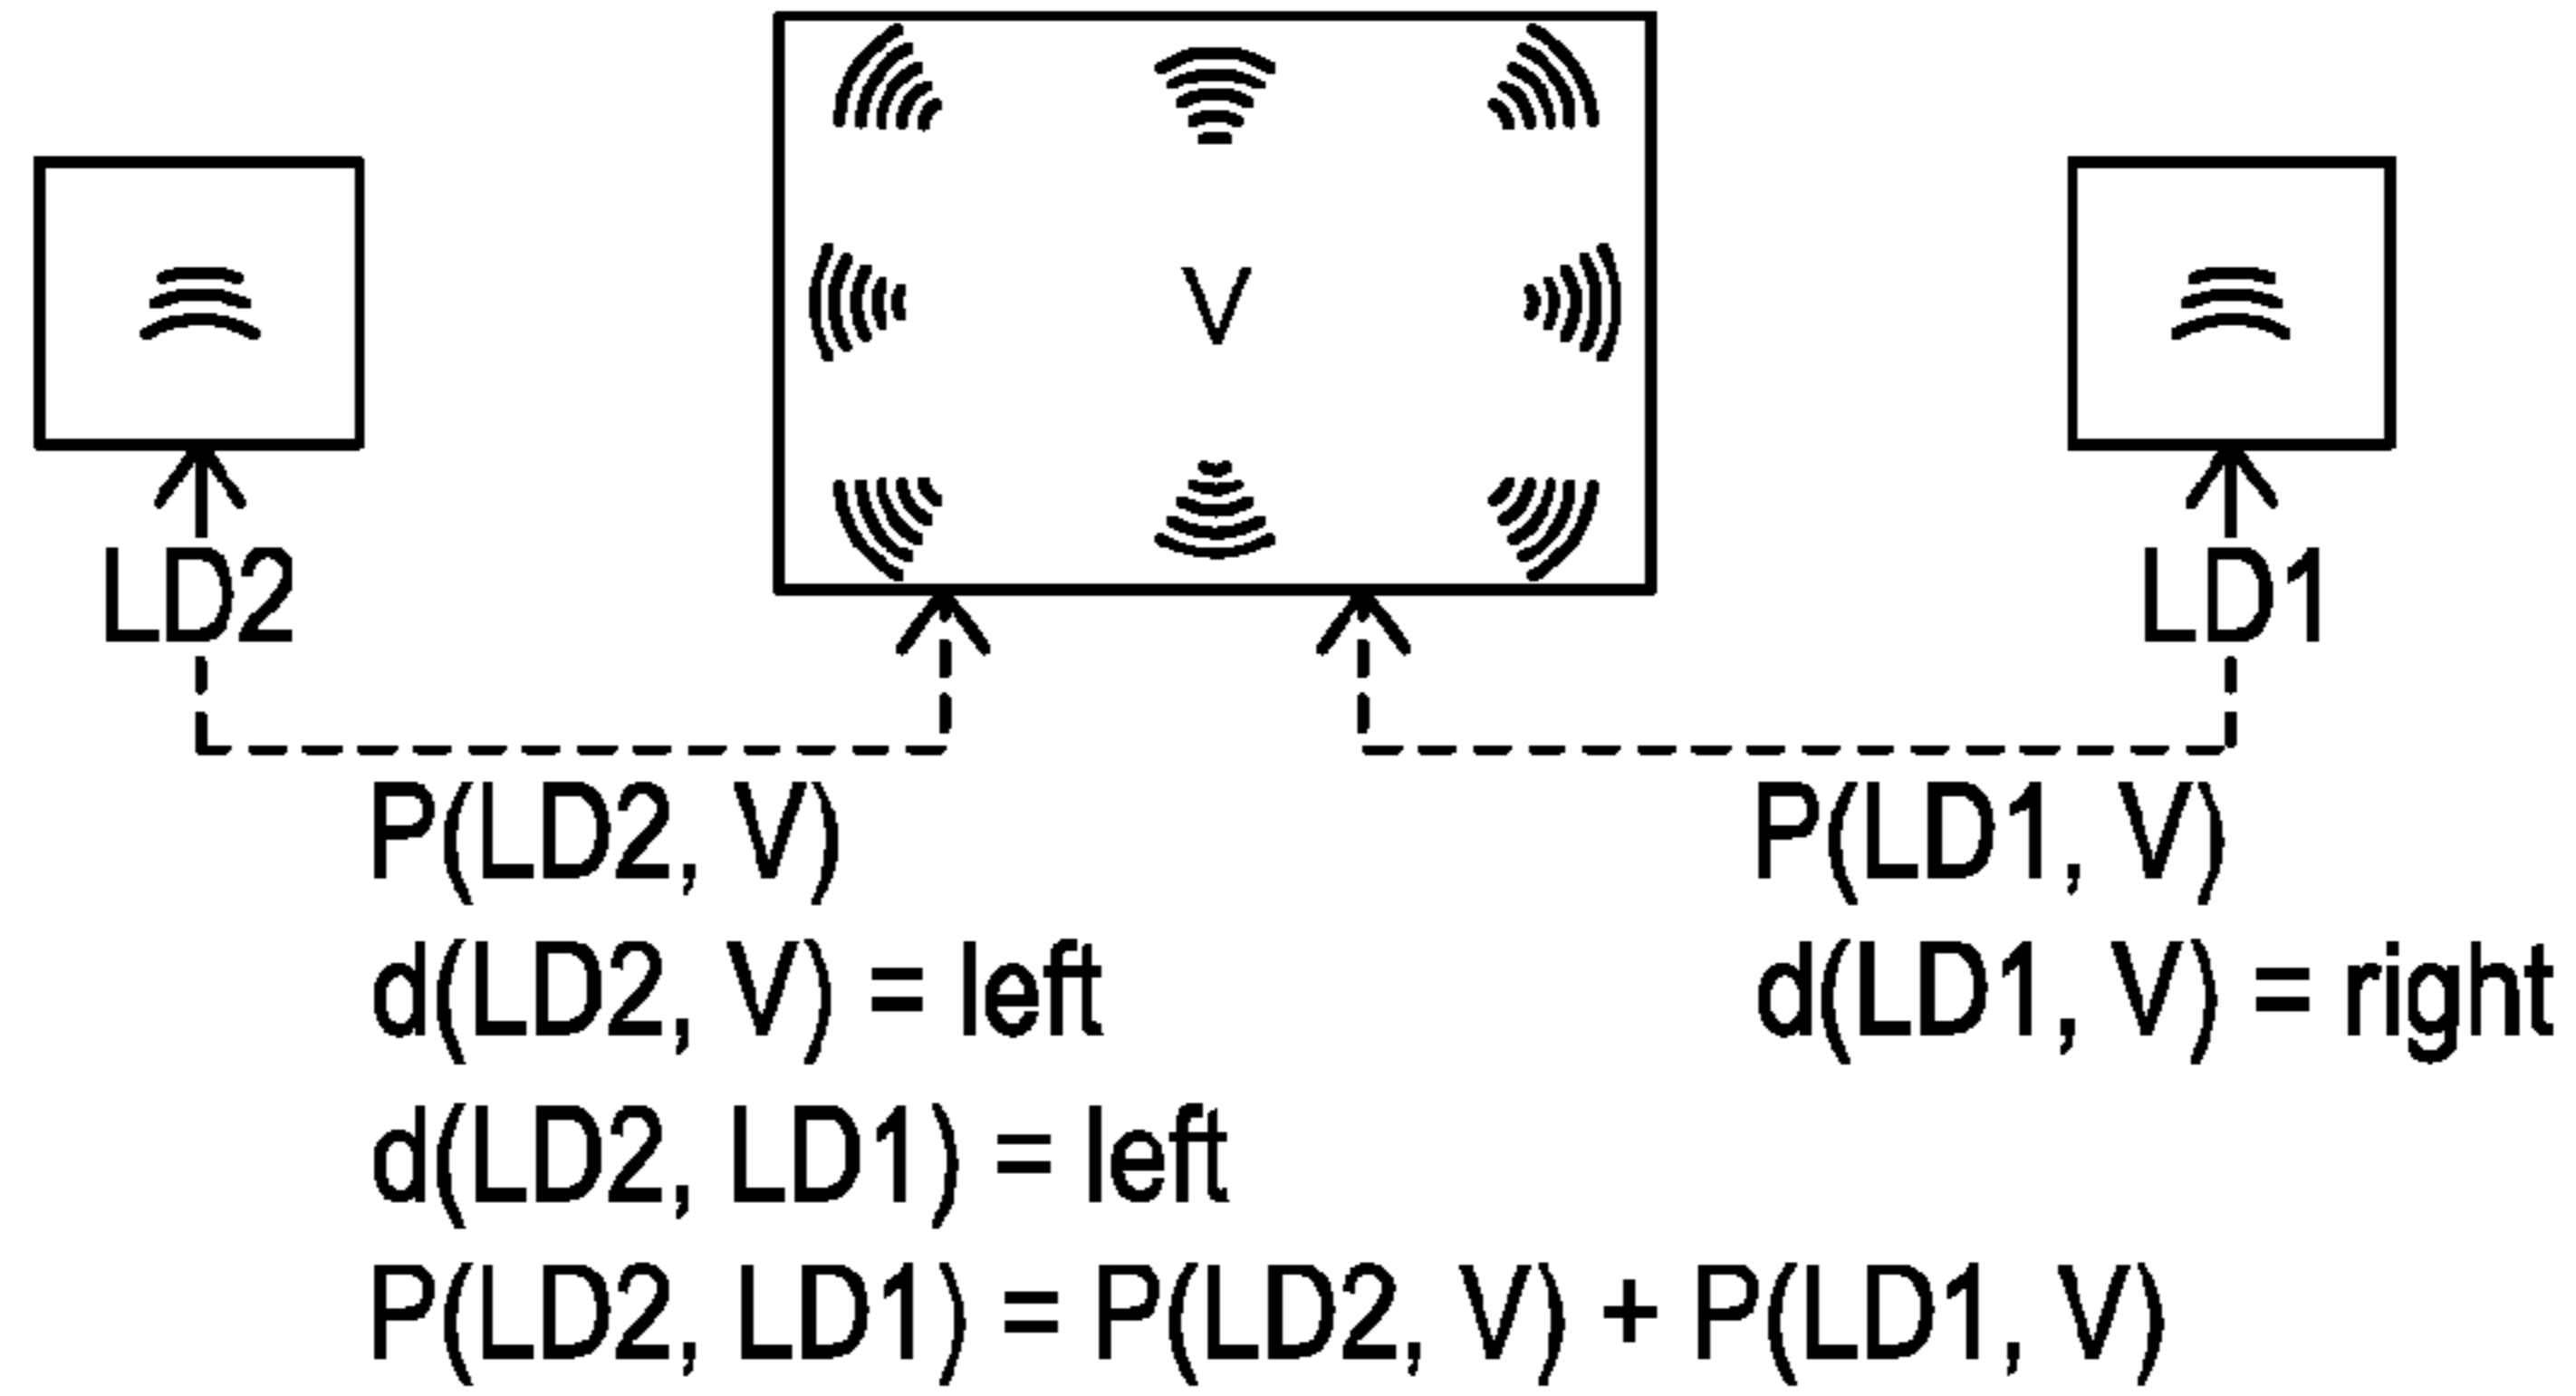 V
LD2
LD1
P(LD2, V)
d(LD2, V) = left
d(LD2, LD1) = left
P(LD2, LD1) = P(LD2, V) + P(LD1, V)
P(LD1, V)
d(LD1, V) = right